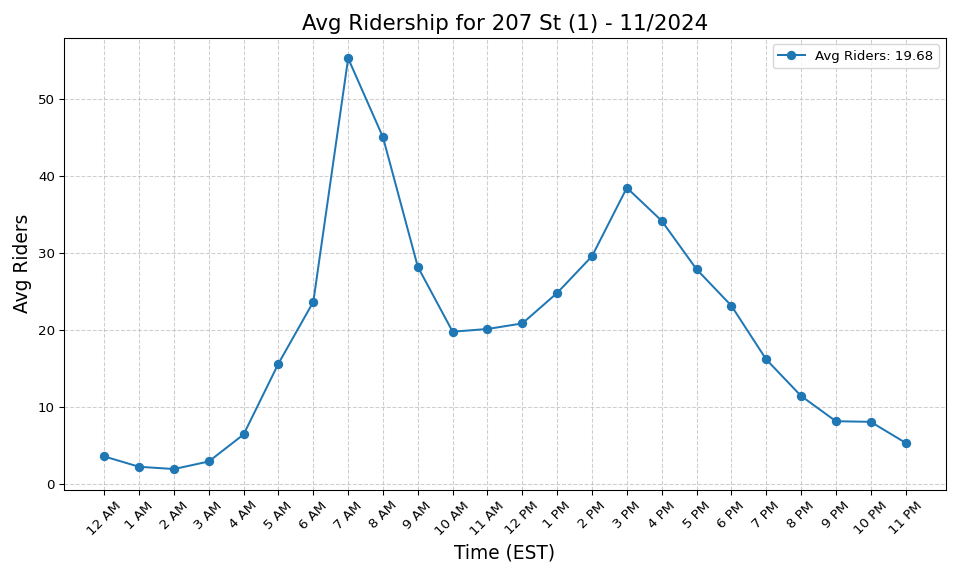 Avg Ridership for 207 St (1) - 11/2024
Avg Riders: 19.68
Avg Riders
50
40
30
20
10
0
12 AM
1 AM
2 AM
3 AM
4 AM
5 AM
6 AM
7 AM
8 AM
9 AM
10 AM
11 AM
12 PM
1 PM
2 PM
3 PM
4 PM
5 PM
6 PM
7 PM
8 PM
9 PM
10 PM
11 PM
Time (EST)